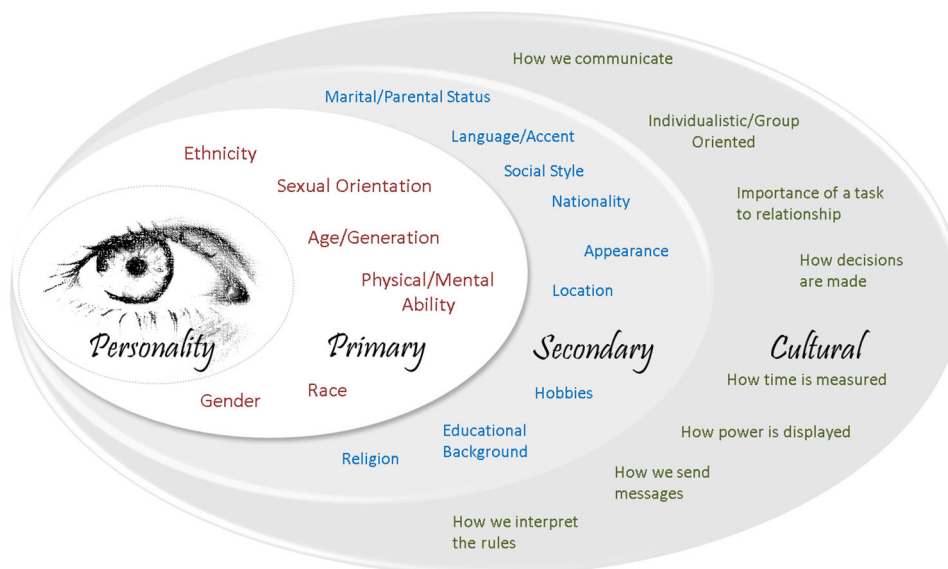 How we communicate
Marital/Parental Status
Individualistic/Group
Oriented
Language/Accent
Ethnicity
Social Style
Sexual Orientation
Importance of a task
to relationship
Nationality
Age/Generation
Appearance
How decisions
are made
Physical/Mental
Ability
Location
Personality
Primary
Secondary
Cultural
How time is measured
Race
Gender
Hobbies
Educational
Background
How power is displayed
Religion
How we send
messages
How we interpret
the rules